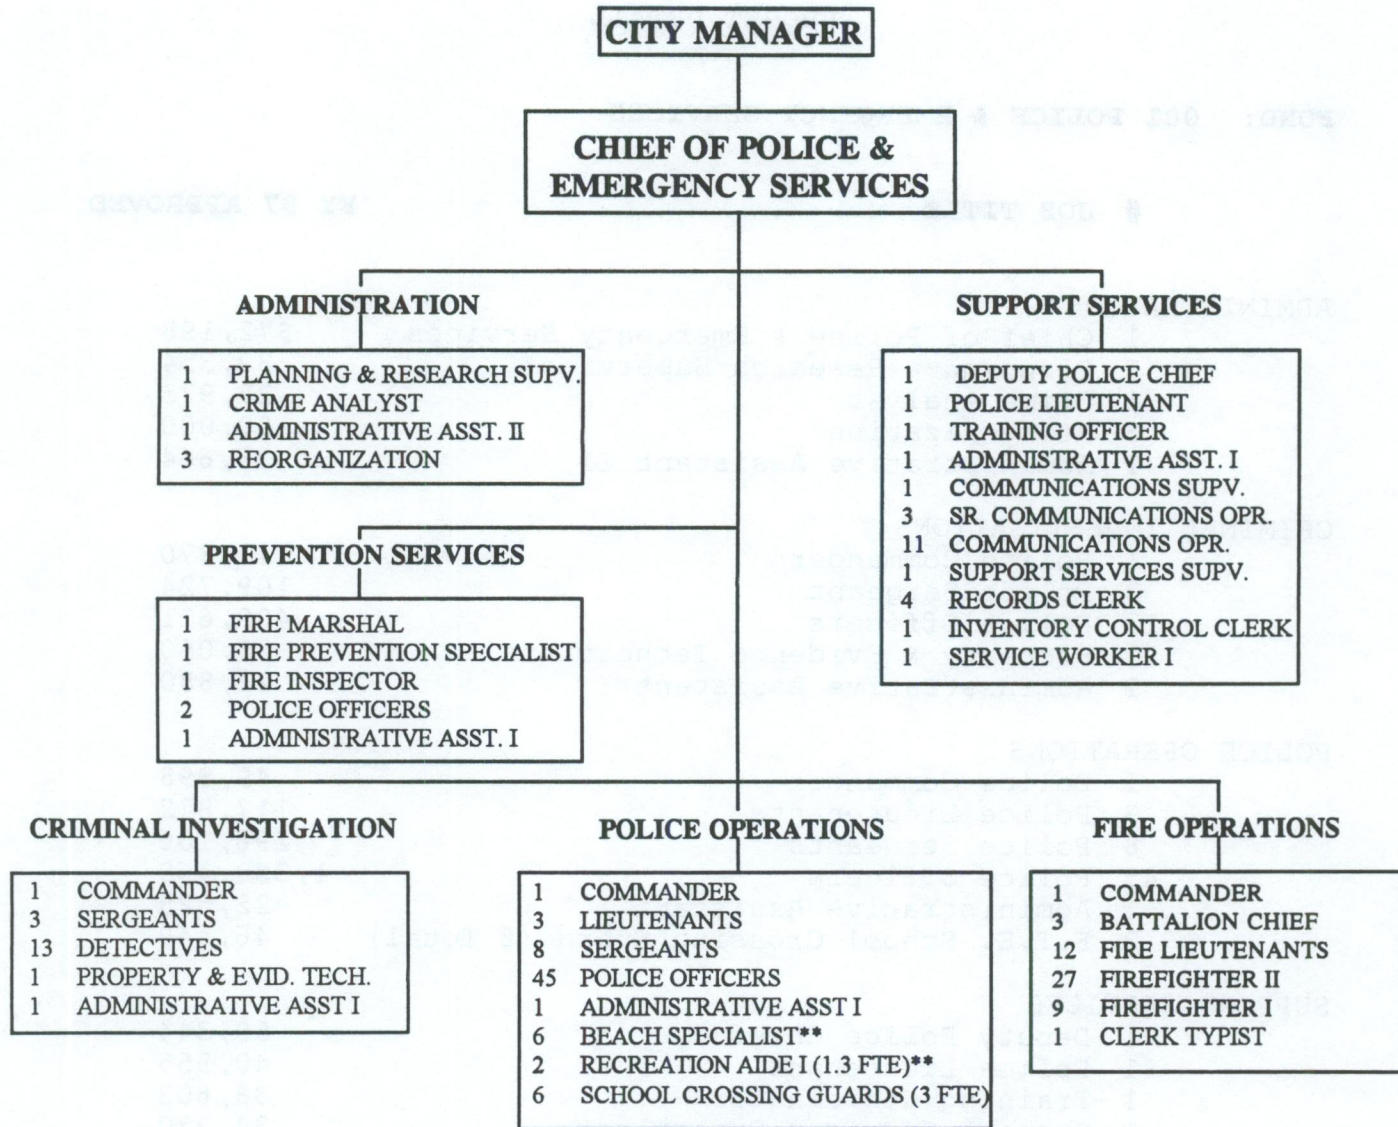 CITY MANAGER
CHIEF OF POLICE &
EMERGENCY SERVICES
ADMINISTRATION
1 PLANNING & RESEARCH SUPV.
1 CRIME ANALYST
1 ADMINISTRATIVE ASST. II
3 REORGANIZATION
SUPPORT SERVICES
1 DEPUTY POLICE CHIEF
1 POLICE LIEUTENANT
1 TRAINING OFFICER
1 ADMINISTRATIVE ASST. I
1 COMMUNICATIONS SUPV.
3 SR. COMMUNICATIONS OPR.
11 COMMUNICATIONS OPR.
1 SUPPORT SERVICES SUPV.
4 RECORDS CLERK
1 INVENTORY CONTROL CLERK
1 SERVICE WORKER I
PREVENTION SERVICES
1 FIRE MARSHAL
1 FIRE PREVENTION SPECIALIST
1 FIRE INSPECTOR
2 POLICE OFFICERS
1 ADMINISTRATIVE ASST. I
CRIMINAL INVESTIGATION
1 COMMANDER
3 SERGEANTS
13 DETECTIVES
1 PROPERTY & EVID. TECH.
1 ADMINISTRATIVE ASST I
POLICE OPERATIONS
1 COMMANDER
3 LIEUTENANTS
8 SERGEANTS
45 POLICE OFFICERS
1 ADMINISTRATIVE ASST I
6 BEACH SPECIALIST**
2 RECREATION AIDE I (1.3 FTE)**
6 SCHOOL CROSSING GUARDS (3 FTE)
FIRE OPERATIONS
1 COMMANDER
3 BATTALION CHIEF
12 FIRE LIEUTENANTS
27 FIREFIGHTER II
9 FIREFIGHTER I
1 CLERK TYPIST